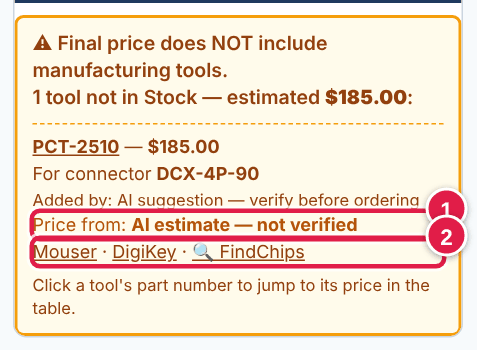 ⚠ Final price does NOT include
manufacturing tools.
1 tool not in Stock — estimated $185.00:
PCT-2510 — $185.00
For connector DCX-4P-90
Added by: AI suggestion — verify before ordering
1
Price from: AI estimate — not verified
2
Mouser · DigiKey · 🔍 FindChips
Click a tool's part number to jump to its price in the
table.